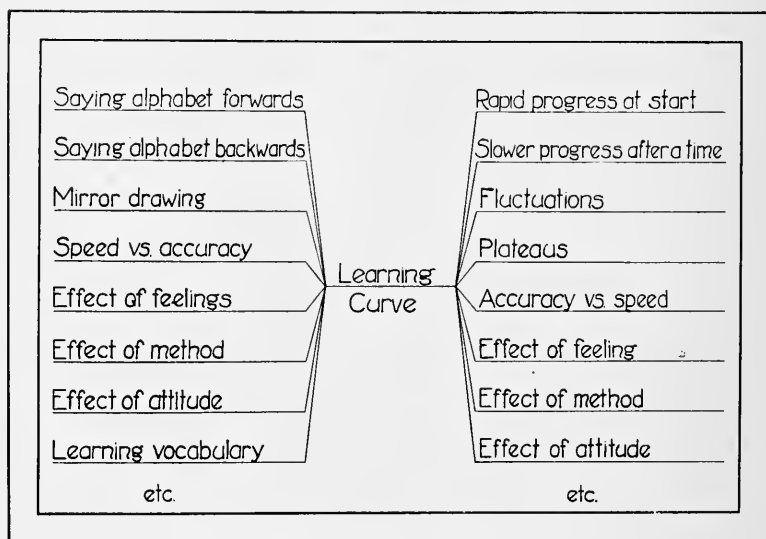 Saying alphabet forwards
Saying alphabet backwards
Mirror drawing
Speed vs. accuracy
Effect of feelings
Effect of method
Effect of attitude
Learning vocabulary
etc.
Learning
Curve
Rapid progress at start
Slower progress after a time
Fluctuations
Plateaus
Accuracy vs. speed
Effect of feeling
Effect of method
Effect of attitude
etc.